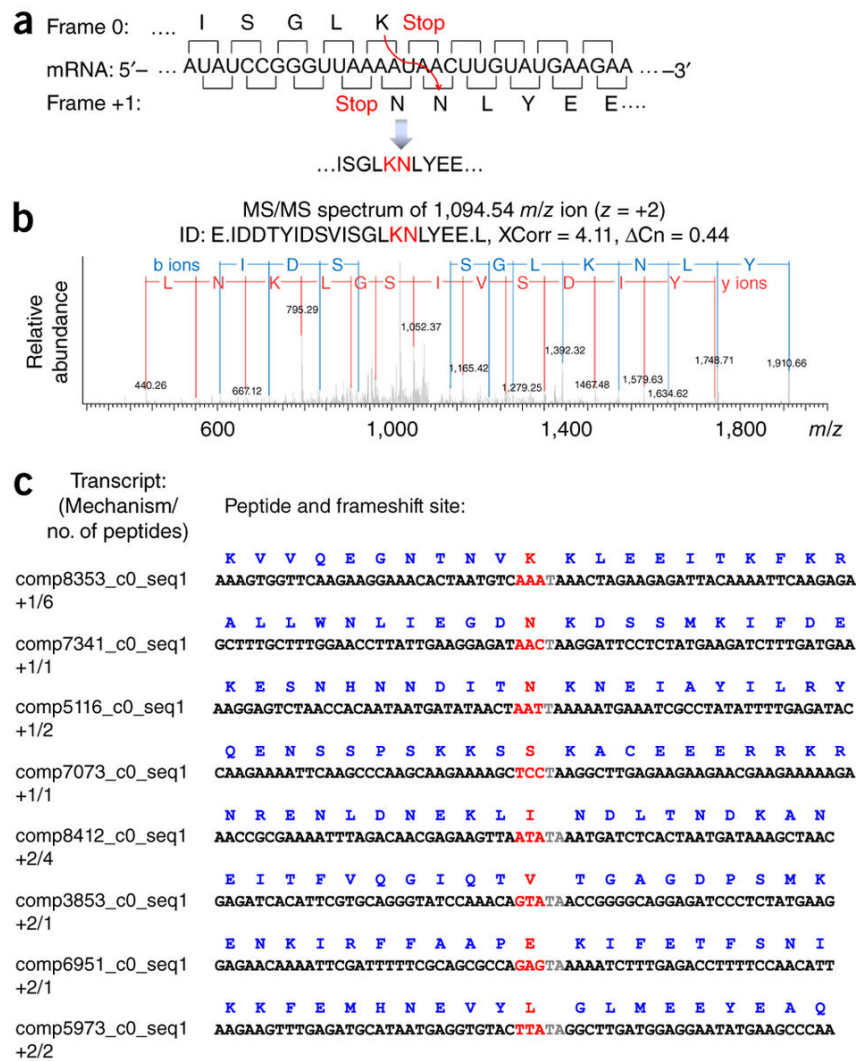 a
Frame 0: .... I S G L K Stop
mRNA: 5′– ... AUAUCCGGGUUAAAAUAACUUGUAUGAAGAA ... –3′
Frame +1: Stop N N L Y E E....
...ISGLKNLYEE...
b
MS/MS spectrum of 1,094.54 m/z ion (z = +2)
ID: E.IDDTYIDSVISGLKNLYEE.L, XCorr = 4.11, ΔCn = 0.44
b ions I D S S G L K N L Y
L N K L G S I V S D I Y y ions
795.29
1,052.37
1,165.42
1,392.32
1,748.71
1,910.66
440.26
667.12
1,279.25
1467.48
1,579.63
1,634.62
Relative abundance
600 1,000 1,400 1,800 m/z
c
Transcript:
(Mechanism/
no. of peptides)
Peptide and frameshift site:
K V V Q E G N T N V K K L E E I T K F K R
comp8353_c0_seq1 AAAGTGGTTCAAGAAGGAAACACTAATGTCAAATAAACTAGAAGAGATTACAAAATTCAAGAGA
+1/6
A L L W N L I E G D N K D S S M K I F D E
comp7341_c0_seq1 GCTTTGCTTTGGAACCTTATTGAAGGAGATAACTAAGGATTCCTCTATGAAGATCTTTGATGAA
+1/1
K E S N H N N D I T N K N E I A Y I L R Y
comp5116_c0_seq1 AAGGAGTCTAACCACAATAATGATATAACTAATTAAAAATGAAATCGCCTATATTTTGAGATAC
+1/2
Q E N S S P S K K S S K A C E E E R R K R
comp7073_c0_seq1 CAAGAAAATTCAAGCCCAAGCAAGAAAAGCTCCTAAGGCTTGAGAAGAAGAACGAAGAAAAAGA
+1/1
N R E N L D N E K L I N D L T N D K A N
comp8412_c0_seq1 AACCGCGAAAATTTAGACAACGAGAAGTTAATATAAATGATCTCACTAATGATAAAGCTAAC
+2/4
E I T F V Q G I Q T V T G A G D P S M K
comp3853_c0_seq1 GAGATCACATTCGTGCAGGGTATCCAAACAGTATAACCGGGGCAGGAGATCCCTCTATGAAG
+2/1
E N K I R F F A A P E K I F E T F S N I
comp6951_c0_seq1 GAGAACAAAATTCGATTTTTCGCAGCGCCAGAGTAAAAATCTTTGAGACCTTTTCCAACATT
+2/1
K K F E M H N E V Y L G L M E E Y E A Q
comp5973_c0_seq1 AAGAAGTTTGAGATGCATAATGAGGTGTACTTATAGGCTTGATGGAGGAATATGAAGCCCAA
+2/2